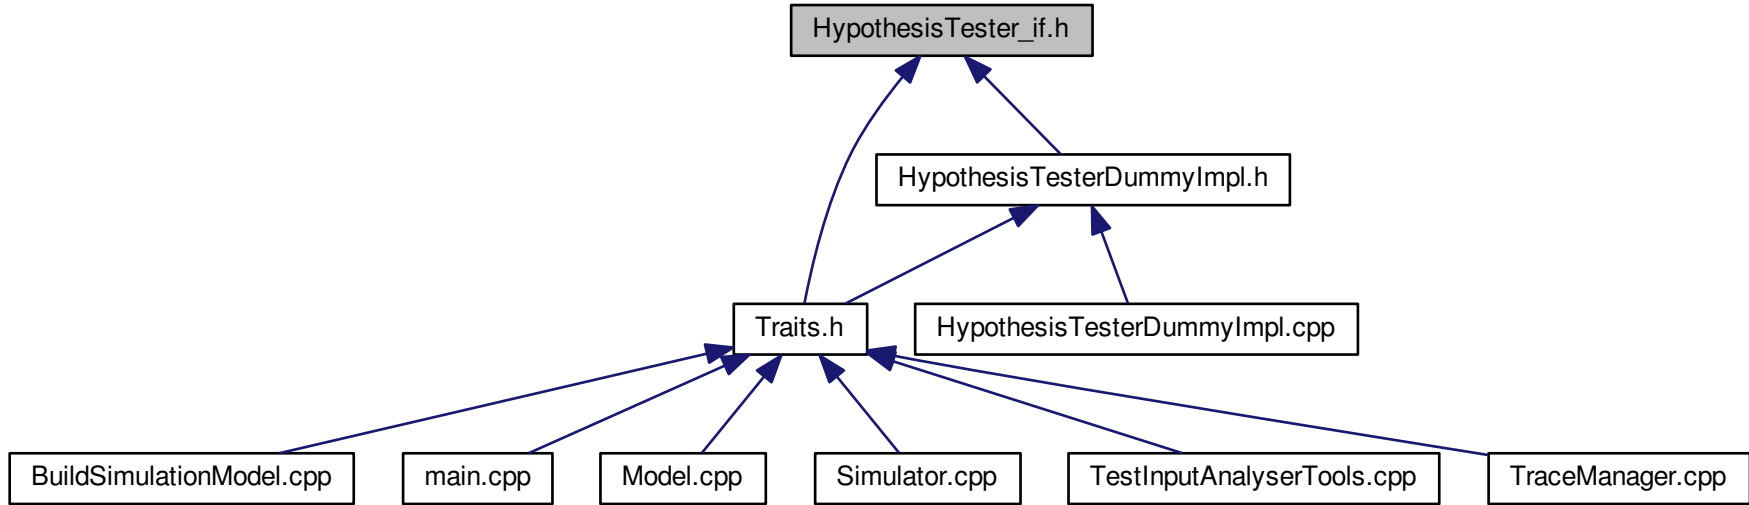 HypothesisTester_if.h
HypothesisTesterDummyImpl.h
Traits.h
HypothesisTesterDummyImpl.cpp
BuildSimulationModel.cpp
main.cpp
Model.cpp
Simulator.cpp
TestInputAnalyserTools.cpp
TraceManager.cpp